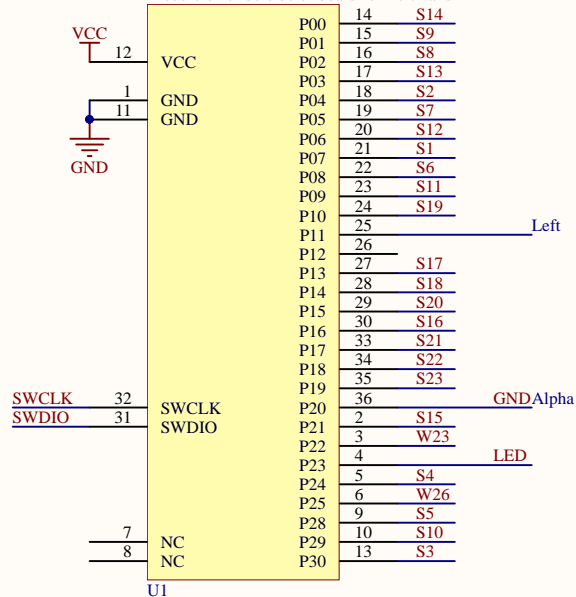 P00 14 S14
P01 15 S9
VCC 12 VCC P02 16 S8
P03 17 S13
1 GND P04 18 S2
11 GND P05 19 S7
P06 20 S12
P07 21 S1
GND P08 22 S6
P09 23 S11
P10 24 S19
P11 25 Left
P12 26
P13 27 S17
P14 28 S18
P15 29 S20
P16 30 S16
P17 33 S21
P18 34 S22
P19 35 S23
SWCLK 32 SWCLK P20 36 GND Alpha
SWDIO 31 SWDIO P21 2 S15
P22 3 W23
P23 4 LED
P24 5 S4
P25 6 W26
P28 9 S5
7 NC P29 10 S10
8 NC P30 13 S3
U1